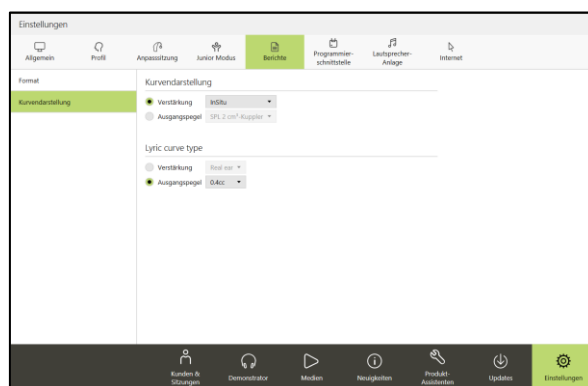 Einstellungen
Allgemein
Profil
Anpasssitzung
Junior Modus
Berichte
Programmier-
schnittstelle
Lautsprecher-
Anlage
Internet
Format
Kurvendarstellung
Kurvendarstellung
Verstärkung InSitu
Ausgangspegel SPL 2 cm³-Kuppler
Lyric curve type
Verstärkung Real ear
Ausgangspegel 0.4cc
Kunden &
Sitzungen
Demonstrator
Medien
Neuigkeiten
Produkt-
Assistenten
Updates
Einstellungen